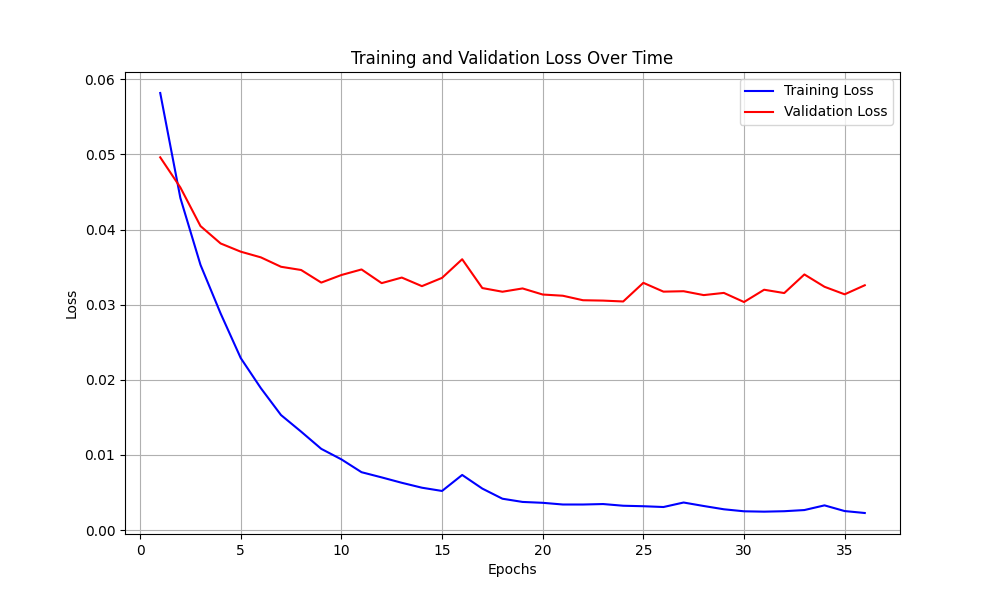 Training and Validation Loss Over Time
Training Loss
Validation Loss
Loss
0.06
0.05
0.04
0.03
0.02
0.01
0.00
0 5 10 15 20 25 30 35
Epochs